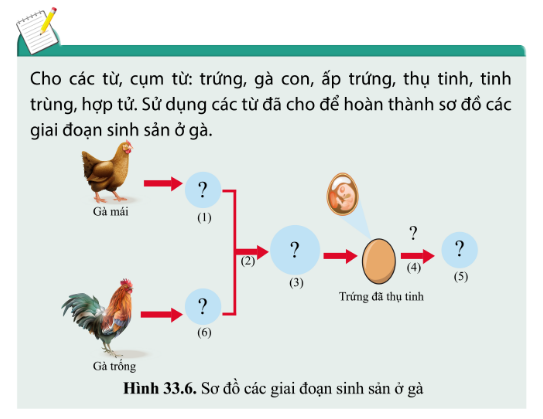 Cho các từ, cụm từ: trứng, gà con, ấp trứng, thụ tinh, tinh
trùng, hợp tử. Sử dụng các từ đã cho để hoàn thành sơ đồ các
giai đoạn sinh sản ở gà.
Gà mái
?
(1)
(2)
?
(3)
Trứng đã thụ tinh
?
(4)
?
(5)
Gà trống
?
(6)
Hình 33.6. Sơ đồ các giai đoạn sinh sản ở gà